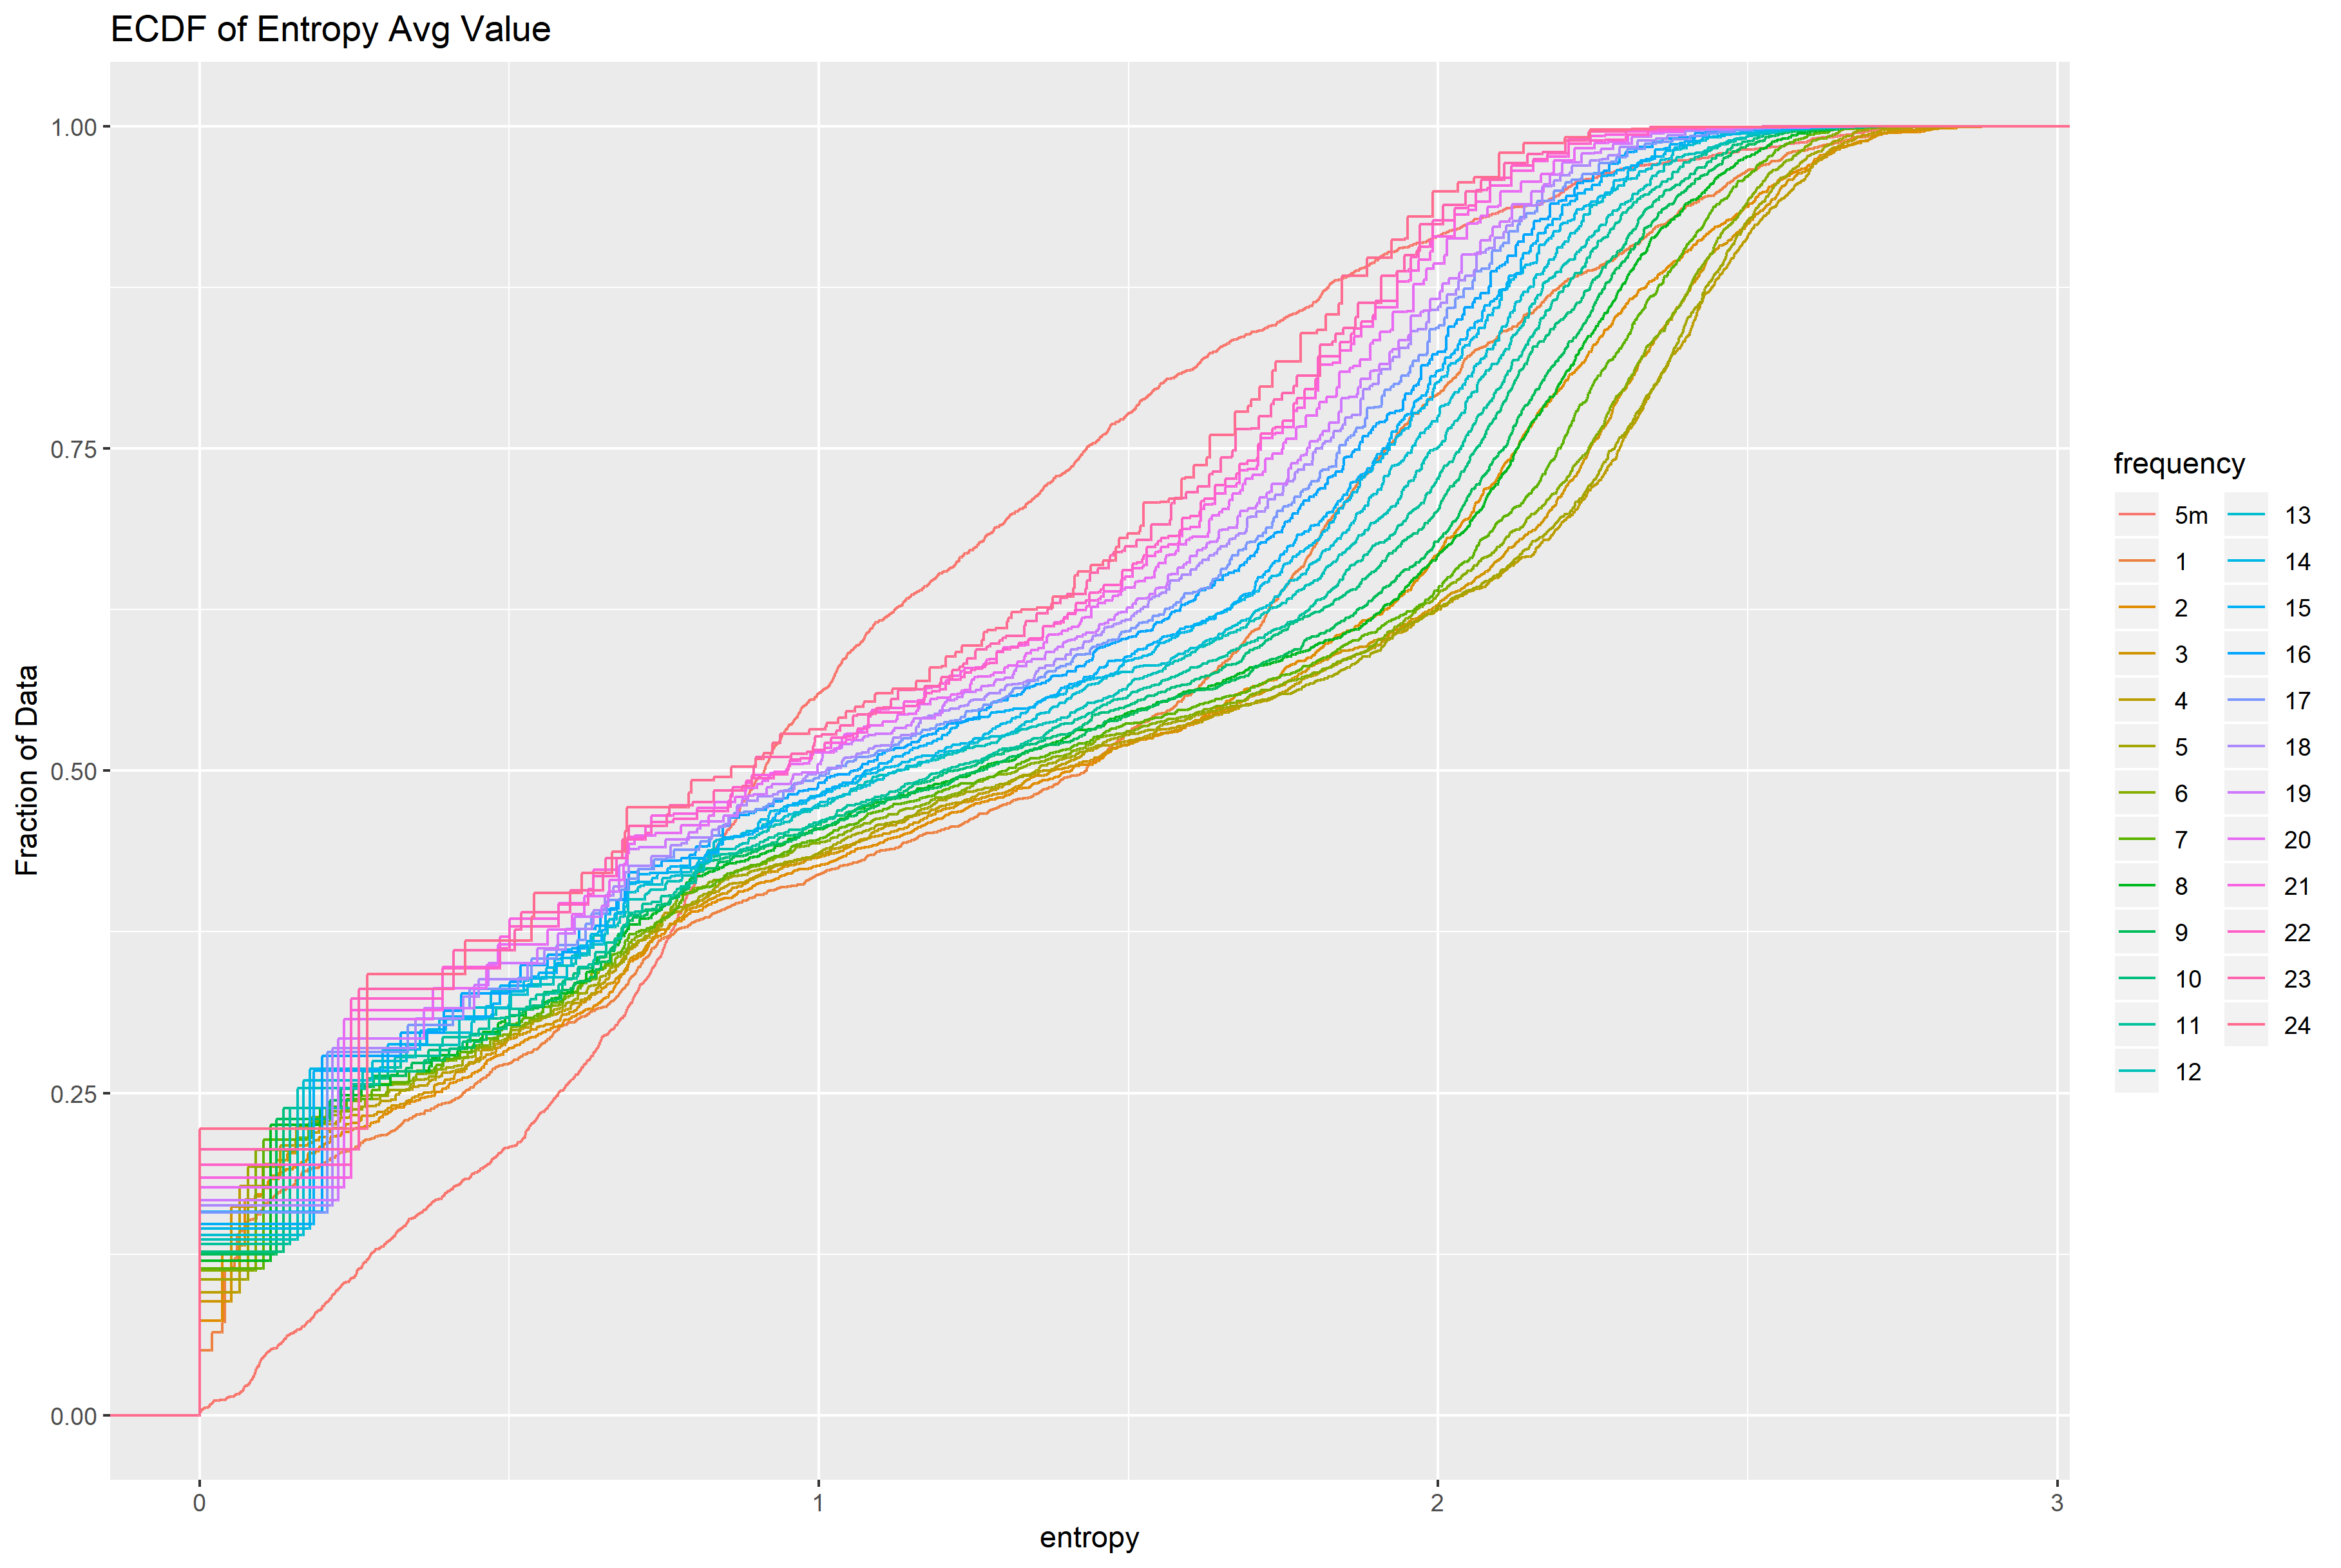 ECDF of Entropy Avg Value
1.00
0.75
0.50
0.25
0.00
Fraction of Data
0 1 2 3
entropy
frequency
5m 13
1 14
2 15
3 16
4 17
5 18
6 19
7 20
8 21
9 22
10 23
11 24
12